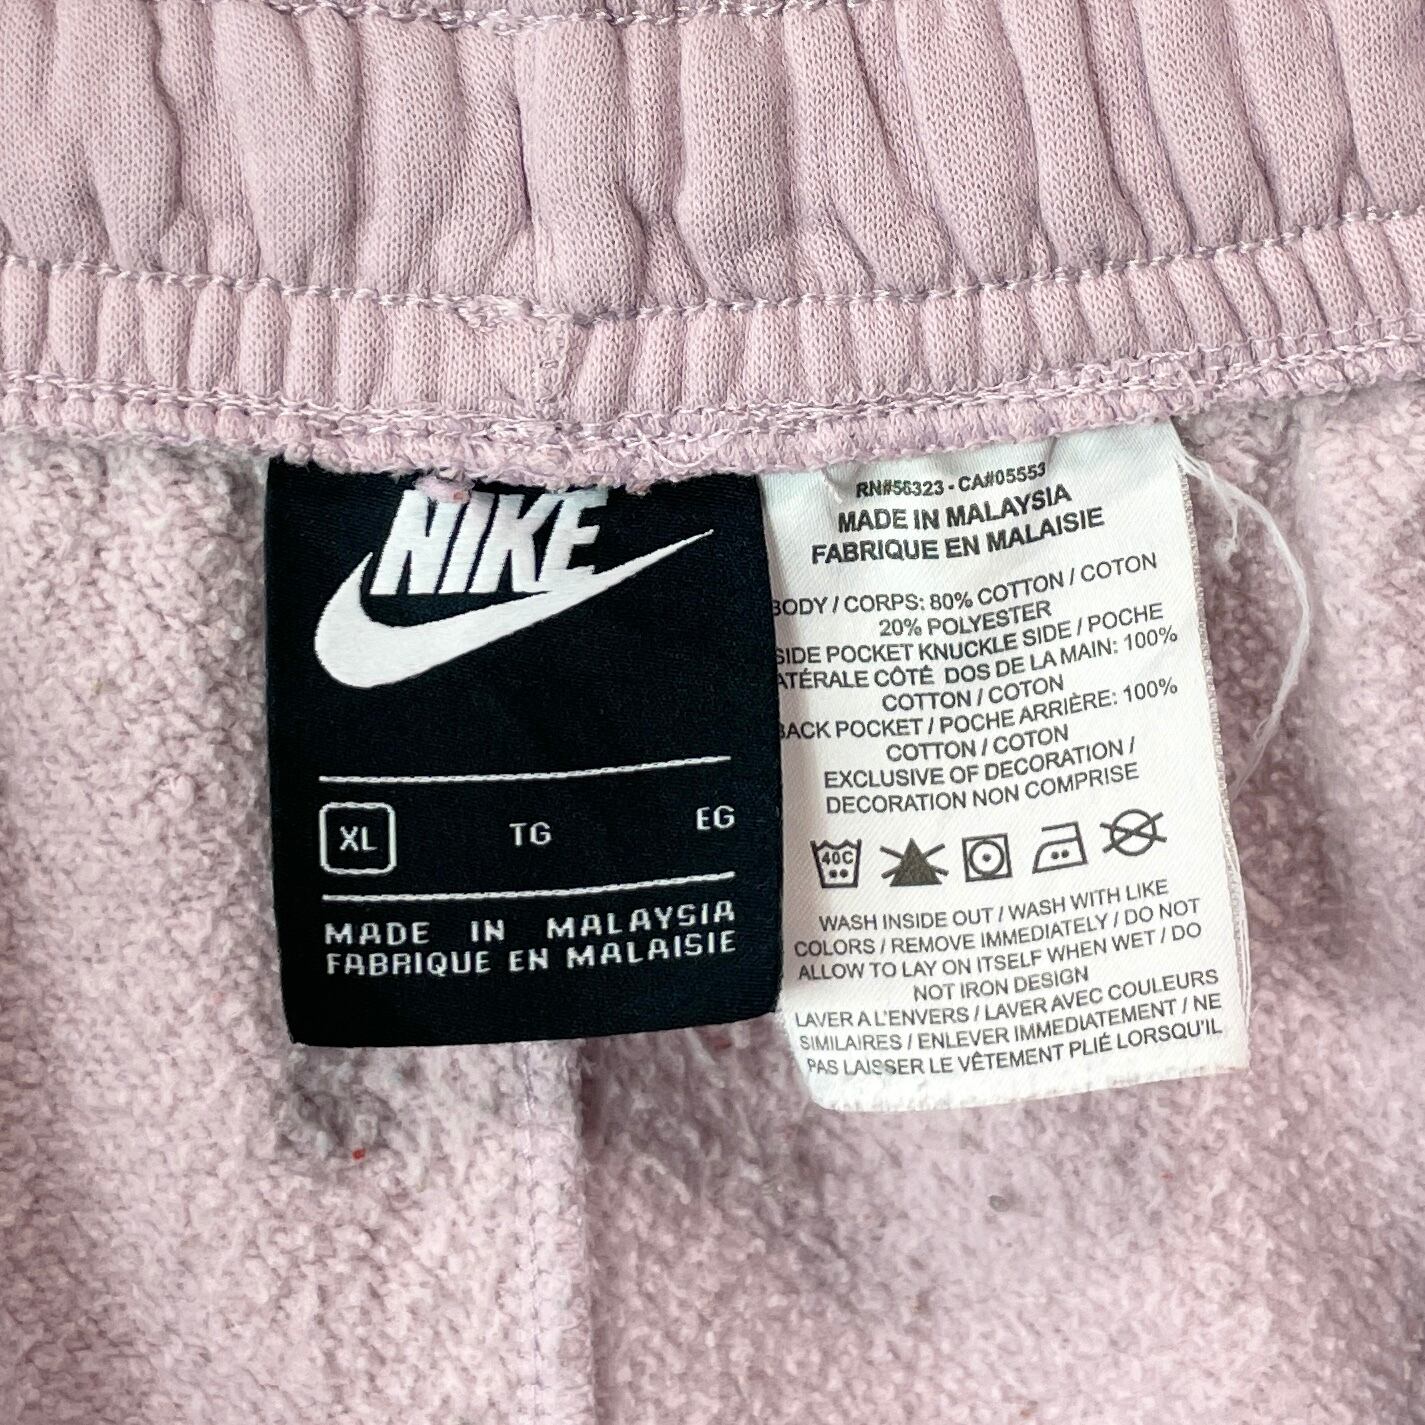 NIKE
XL TG EG
MADE IN MALAYSIA
FABRIQUE EN MALAISIE
RN#56323 - CA#05553
MADE IN MALAYSIA
FABRIQUE EN MALAISIE
BODY / CORPS: 80% COTTON / COTON
20% POLYESTER
SIDE POCKET KNUCKLE SIDE / POCHE
ATÉRALE CÔTÉ DOS DE LA MAIN: 100%
COTTON / COTON
BACK POCKET / POCHE ARRIÈRE: 100%
COTTON / COTON
EXCLUSIVE OF DECORATION /
DECORATION NON COMPRISE
40C
WASH INSIDE OUT / WASH WITH LIKE
COLORS / REMOVE IMMEDIATELY / DO NOT
ALLOW TO LAY ON ITSELF WHEN WET / DO
NOT IRON DESIGN
LAVER A L'ENVERS / LAVER AVEC COULEURS
SIMILAIRES / ENLEVER IMMEDIATEMENT / NE
PAS LAISSER LE VÊTEMENT PLIÉ LORSQU'IL